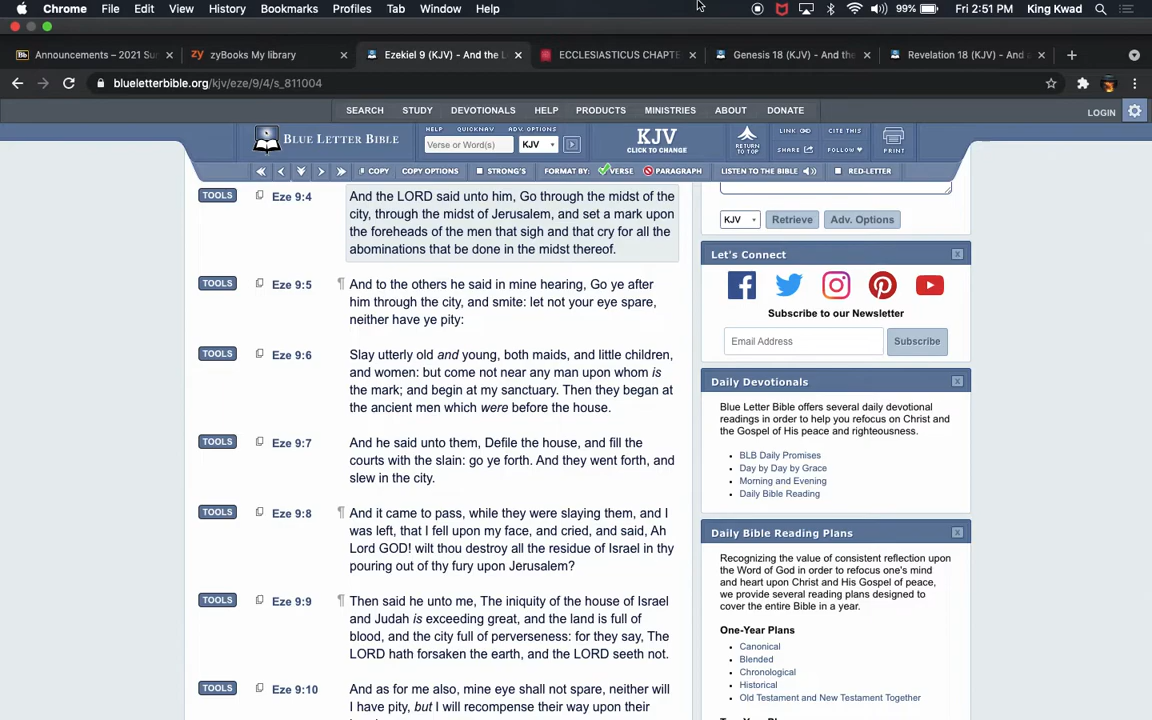 Chrome File Edit View History Bookmarks Profiles Tab Window Help 99% Fri 2:51 PM King Kwad
Announcements – 2021 Su
zyBooks My library
Ezekiel 9 (KJV) - And the L
ECCLESIASTICUS CHAPTE
Genesis 18 (KJV) - And the
Revelation 18 (KJV) - And a
blueletterbible.org/kjv/eze/9/4/s_811004
SEARCH STUDY DEVOTIONALS HELP PRODUCTS MINISTRIES ABOUT DONATE LOGIN
BLUE LETTER BIBLE
HELP QUICKNAV ADV. OPTIONS
Verse or Word(s) KJV
KJV
CLICK TO CHANGE
RETURN
TO TOP
LINK CITE THIS
SHARE FOLLOW
PRINT
COPY COPY OPTIONS STRONG'S FORMAT BY: VERSE PARAGRAPH LISTEN TO THE BIBLE RED-LETTER
TOOLS Eze 9:4 And the LORD said unto him, Go through the midst of the
city, through the midst of Jerusalem, and set a mark upon
the foreheads of the men that sigh and that cry for all the
abominations that be done in the midst thereof.
TOOLS Eze 9:5 ¶ And to the others he said in mine hearing, Go ye after
him through the city, and smite: let not your eye spare,
neither have ye pity:
TOOLS Eze 9:6 Slay utterly old and young, both maids, and little children,
and women: but come not near any man upon whom is
the mark; and begin at my sanctuary. Then they began at
the ancient men which were before the house.
TOOLS Eze 9:7 And he said unto them, Defile the house, and fill the
courts with the slain: go ye forth. And they went forth, and
slew in the city.
TOOLS Eze 9:8 ¶ And it came to pass, while they were slaying them, and I
was left, that I fell upon my face, and cried, and said, Ah
Lord GOD! wilt thou destroy all the residue of Israel in thy
pouring out of thy fury upon Jerusalem?
TOOLS Eze 9:9 ¶ Then said he unto me, The iniquity of the house of Israel
and Judah is exceeding great, and the land is full of
blood, and the city full of perverseness: for they say, The
LORD hath forsaken the earth, and the LORD seeth not.
TOOLS Eze 9:10 And as for me also, mine eye shall not spare, neither will
I have pity, but I will recompense their way upon their
KJV Retrieve Adv. Options
Let's Connect
Subscribe to our Newsletter
Email Address Subscribe
Daily Devotionals
Blue Letter Bible offers several daily devotional
readings in order to help you refocus on Christ and
the Gospel of His peace and righteousness.
BLB Daily Promises
Day by Day by Grace
Morning and Evening
Daily Bible Reading
Daily Bible Reading Plans
Recognizing the value of consistent reflection upon
the Word of God in order to refocus one's mind
and heart upon Christ and His Gospel of peace,
we provide several reading plans designed to
cover the entire Bible in a year.
One-Year Plans
Canonical
Blended
Chronological
Historical
Old Testament and New Testament Together